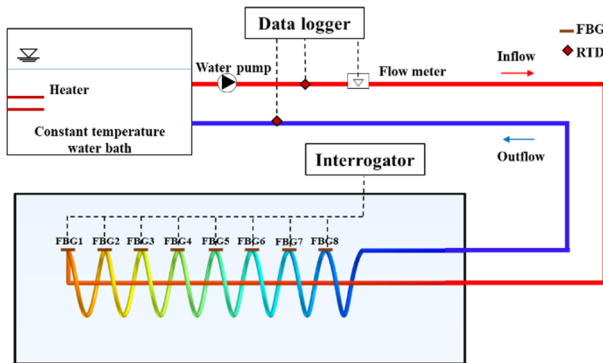 Data logger
FBG
RTD
Water pump
Flow meter
Inflow
Heater
Constant temperature
water bath
Outflow
Interrogator
FBG1 FBG2 FBG3 FBG4 FBG5 FBG6 FBG7 FBG8